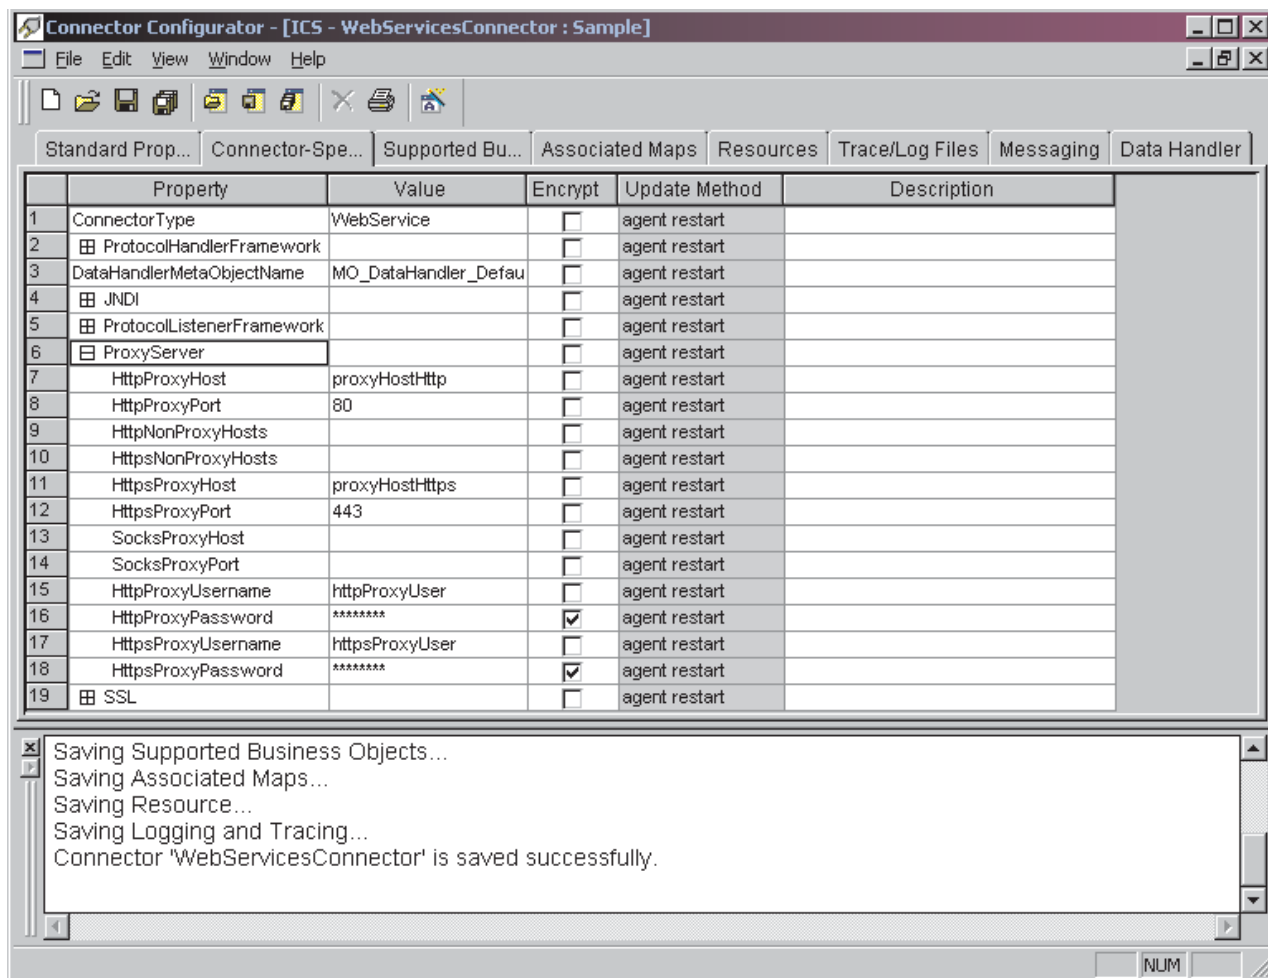 Connector Configurator - [ICS - WebServicesConnector : Sample]
File Edit View Window Help
Standard Prop... Connector-Spe... Supported Bu... Associated Maps Resources Trace/Log Files Messaging Data Handler
Property Value Encrypt Update Method Description
1 ConnectorType WebService agent restart
2 ProtocolHandlerFramework agent restart
3 DataHandlerMetaObjectName MO_DataHandler_Defau agent restart
4 JNDI agent restart
5 ProtocolListenerFramework agent restart
6 ProxyServer agent restart
7 HttpProxyHost proxyHostHttp agent restart
8 HttpProxyPort 80 agent restart
9 HttpNonProxyHosts agent restart
10 HttpsNonProxyHosts agent restart
11 HttpsProxyHost proxyHostHttps agent restart
12 HttpsProxyPort 443 agent restart
13 SocksProxyHost agent restart
14 SocksProxyPort agent restart
15 HttpProxyUsername httpProxyUser agent restart
16 HttpProxyPassword ******** agent restart
17 HttpsProxyUsername httpsProxyUser agent restart
18 HttpsProxyPassword ******** agent restart
19 SSL agent restart
Saving Supported Business Objects...
Saving Associated Maps...
Saving Resource...
Saving Logging and Tracing...
Connector 'WebServicesConnector' is saved successfully.
NUM